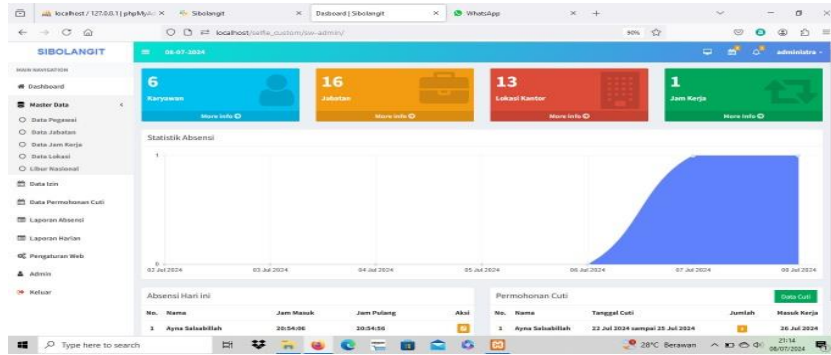 localhost / 127.0.0.1 | phpMyAd
Sibolangit
Dasboard | Sibolangit
WhatsApp
localhost/selfie_custom/sw-admin/
90%
SIBOLANGIT
08-07-2024
administra
MAIN NAVIGATION
Dashboard
Master Data
Data Pegawai
Data Jabatan
Data Jam Kerja
Data Lokasi
Libur Nasional
Data Izin
Data Permohonan Cuti
Laporan Absensi
Laporan Harian
Pengaturan Web
Admin
Keluar
6
Karyawan
More info
16
Jabatan
More info
13
Lokasi Kantor
More info
1
Jam Kerja
More info
Statistik Absensi
1
0
02 Jul 2024 03 Jul 2024 04 Jul 2024 05 Jul 2024 06 Jul 2024 07 Jul 2024 08 Jul 2024
Absensi Hari ini
No. Nama Jam Masuk Jam Pulang Aksi
1 Ayna Salsabillah 20:54:06 20:54:56
Permohonan Cuti
Data Cuti
No. Nama Tanggal Cuti Jumlah Masuk Kerja
1 Ayna Salsabillah 22 Jul 2024 sampai 25 Jul 2024 26 Jul 2024
Type here to search
28°C Berawan
21:14
08/07/2024